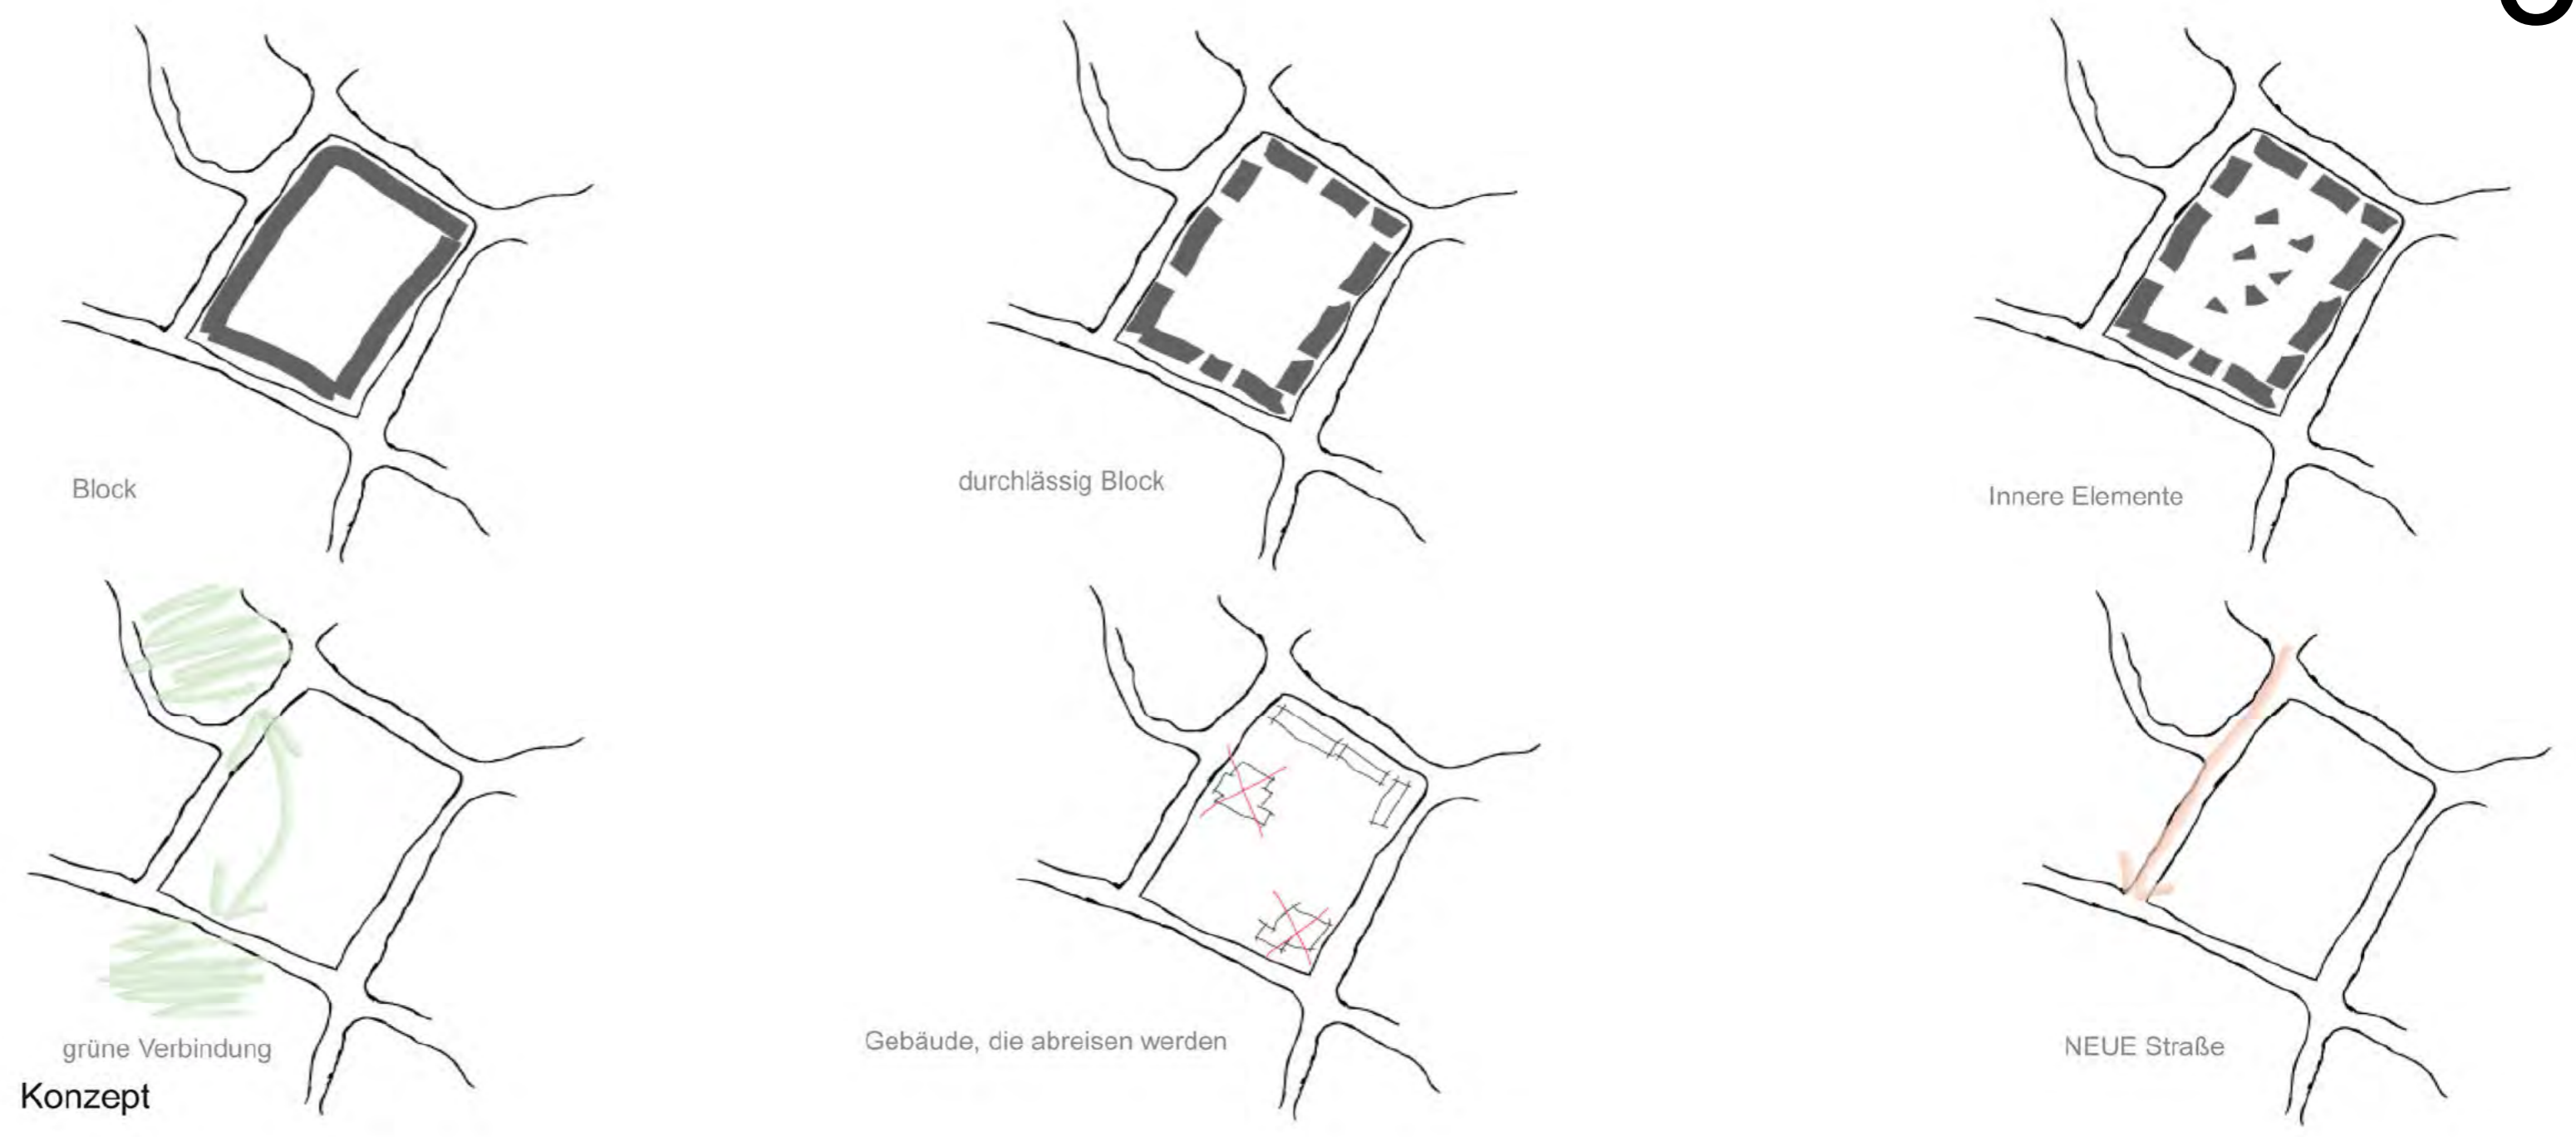 Block
durchlässig Block
Innere Elemente
grüne Verbindung
Gebäude, die abreisen werden
NEUE Straße
Konzept